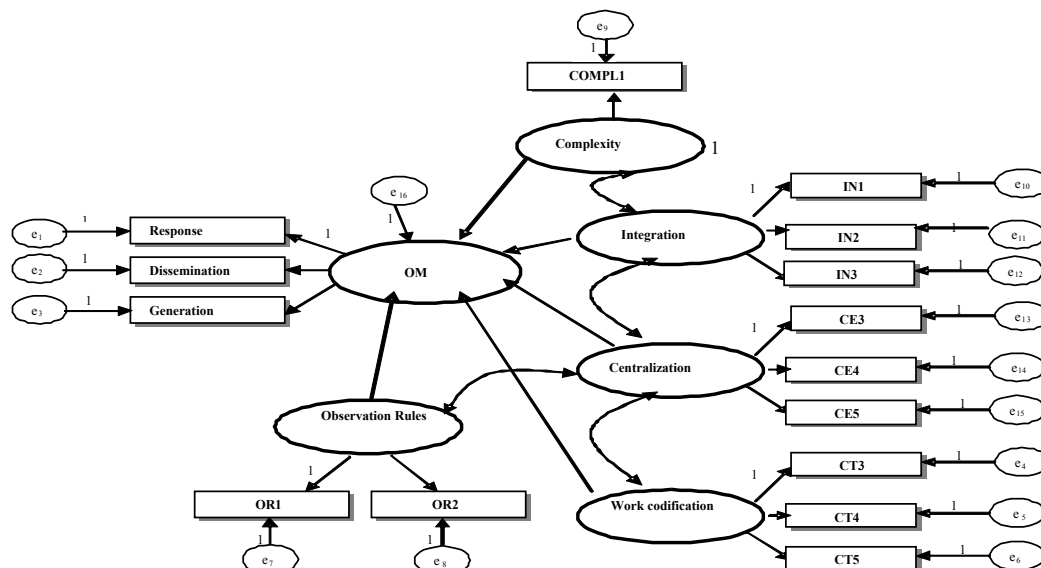 e9
1
COMPL1
Complexity
1
e16
1
1
IN1
1
e10
e1
1
Response
1
Integration
IN2
1
e11
e2
1
Dissemination
OM
IN3
1
e12
e3
1
Generation
1
CE3
1
e13
Centralization
CE4
1
e14
Observation Rules
CE5
1
e15
1
CT3
1
e4
1
OR1
OR2
Work codification
CT4
1
e5
1
e7
1
e8
CT5
1
e6